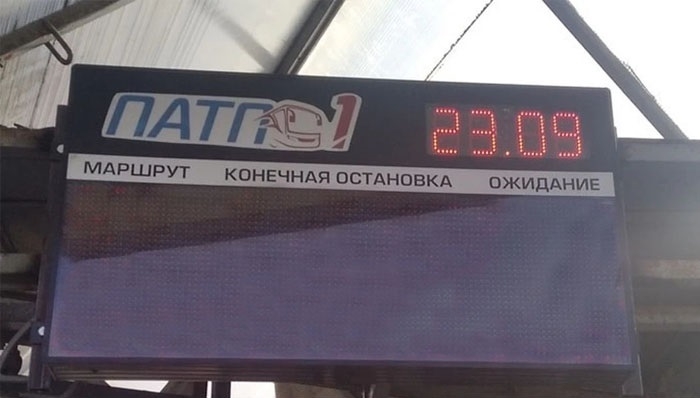 ПАТП 1 23.09
МАРШРУТ КОНЕЧНАЯ ОСТАНОВКА ОЖИДАНИЕ